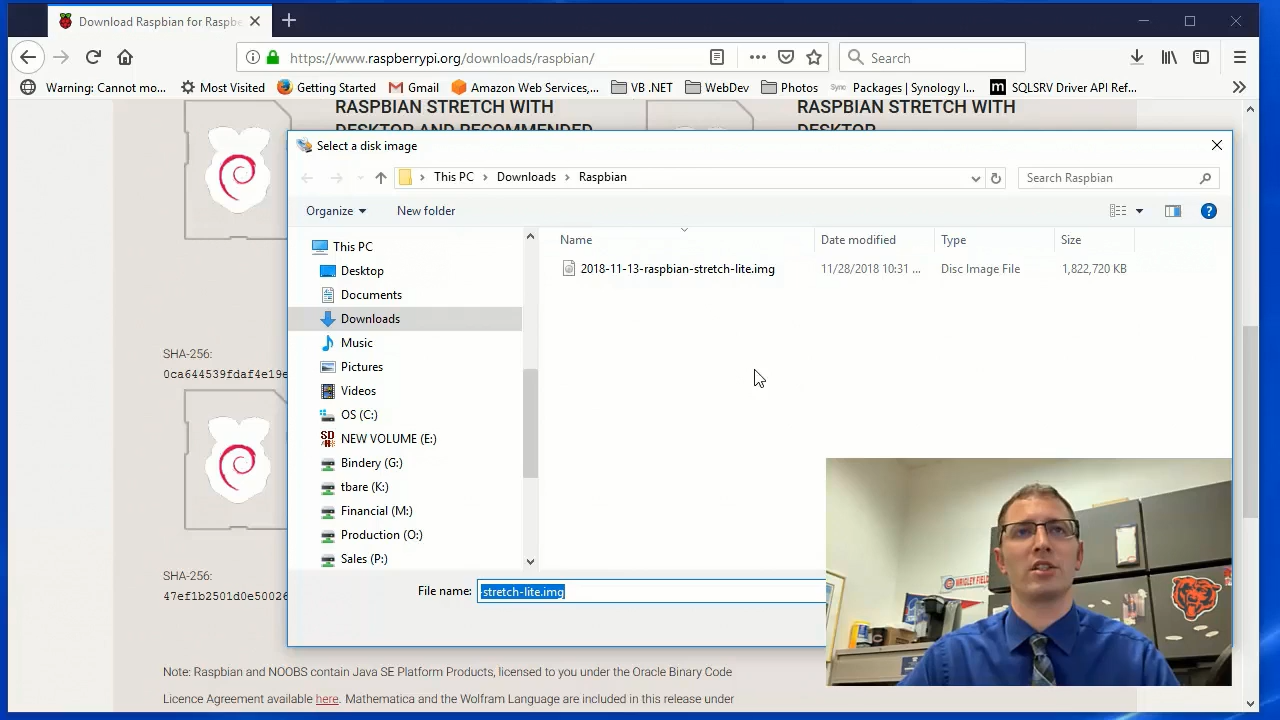 Download Raspbian for Raspbe
https://www.raspberrypi.org/downloads/raspbian/
Search
Warning: Cannot mo...
Most Visited
Getting Started
Gmail
Amazon Web Services,...
VB .NET
WebDev
Photos
Sync
Packages | Synology I...
m
SQLSRV Driver API Ref...
RASPBIAN STRETCH WITH
DESKTOP AND RECOMMENDED
RASPBIAN STRETCH WITH
DESKTOP
Select a disk image
This PC
Downloads
Raspbian
Search Raspbian
Organize
New folder
Name
Date modified
Type
Size
2018-11-13-raspbian-stretch-lite.img
11/28/2018 10:31 ...
Disc Image File
1,822,720 KB
This PC
Desktop
Documents
Downloads
Music
Pictures
Videos
OS (C:)
NEW VOLUME (E:)
Bindery (G:)
tbare (K:)
Financial (M:)
Production (O:)
Sales (P:)
File name:
-stretch-lite.img
SHA-256:
0ca644539fdaf4e19e
SHA-256:
47ef1b2501d0e50026
Note: Raspbian and NOOBS contain Java SE Platform Products, licensed to you under the Oracle Binary Code
Licence Agreement available here. Mathematica and the Wolfram Language are included in this release under
WRIGLEY FIELD